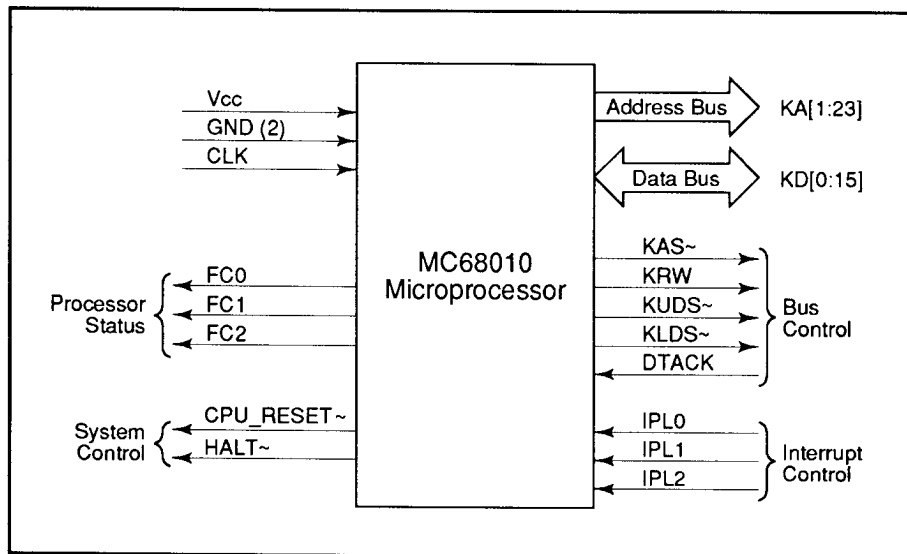 Vcc
GND (2)
CLK
Address Bus
KA[1:23]
Data Bus
KD[0:15]
MC68010
Microprocessor
Processor
Status
FC0
FC1
FC2
KAS~
KRW
KUDS~
KLDS~
DTACK
Bus
Control
System
Control
CPU_RESET~
HALT~
IPL0
IPL1
IPL2
Interrupt
Control